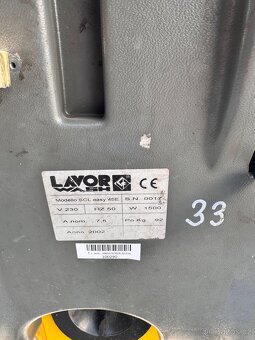 LAVOR
CE
Modello SCL easy 45E S.N. 0017
V 230 HZ 50 W 1500
A nom. 7,5 Pe Kg. 92
Anno 2002
33